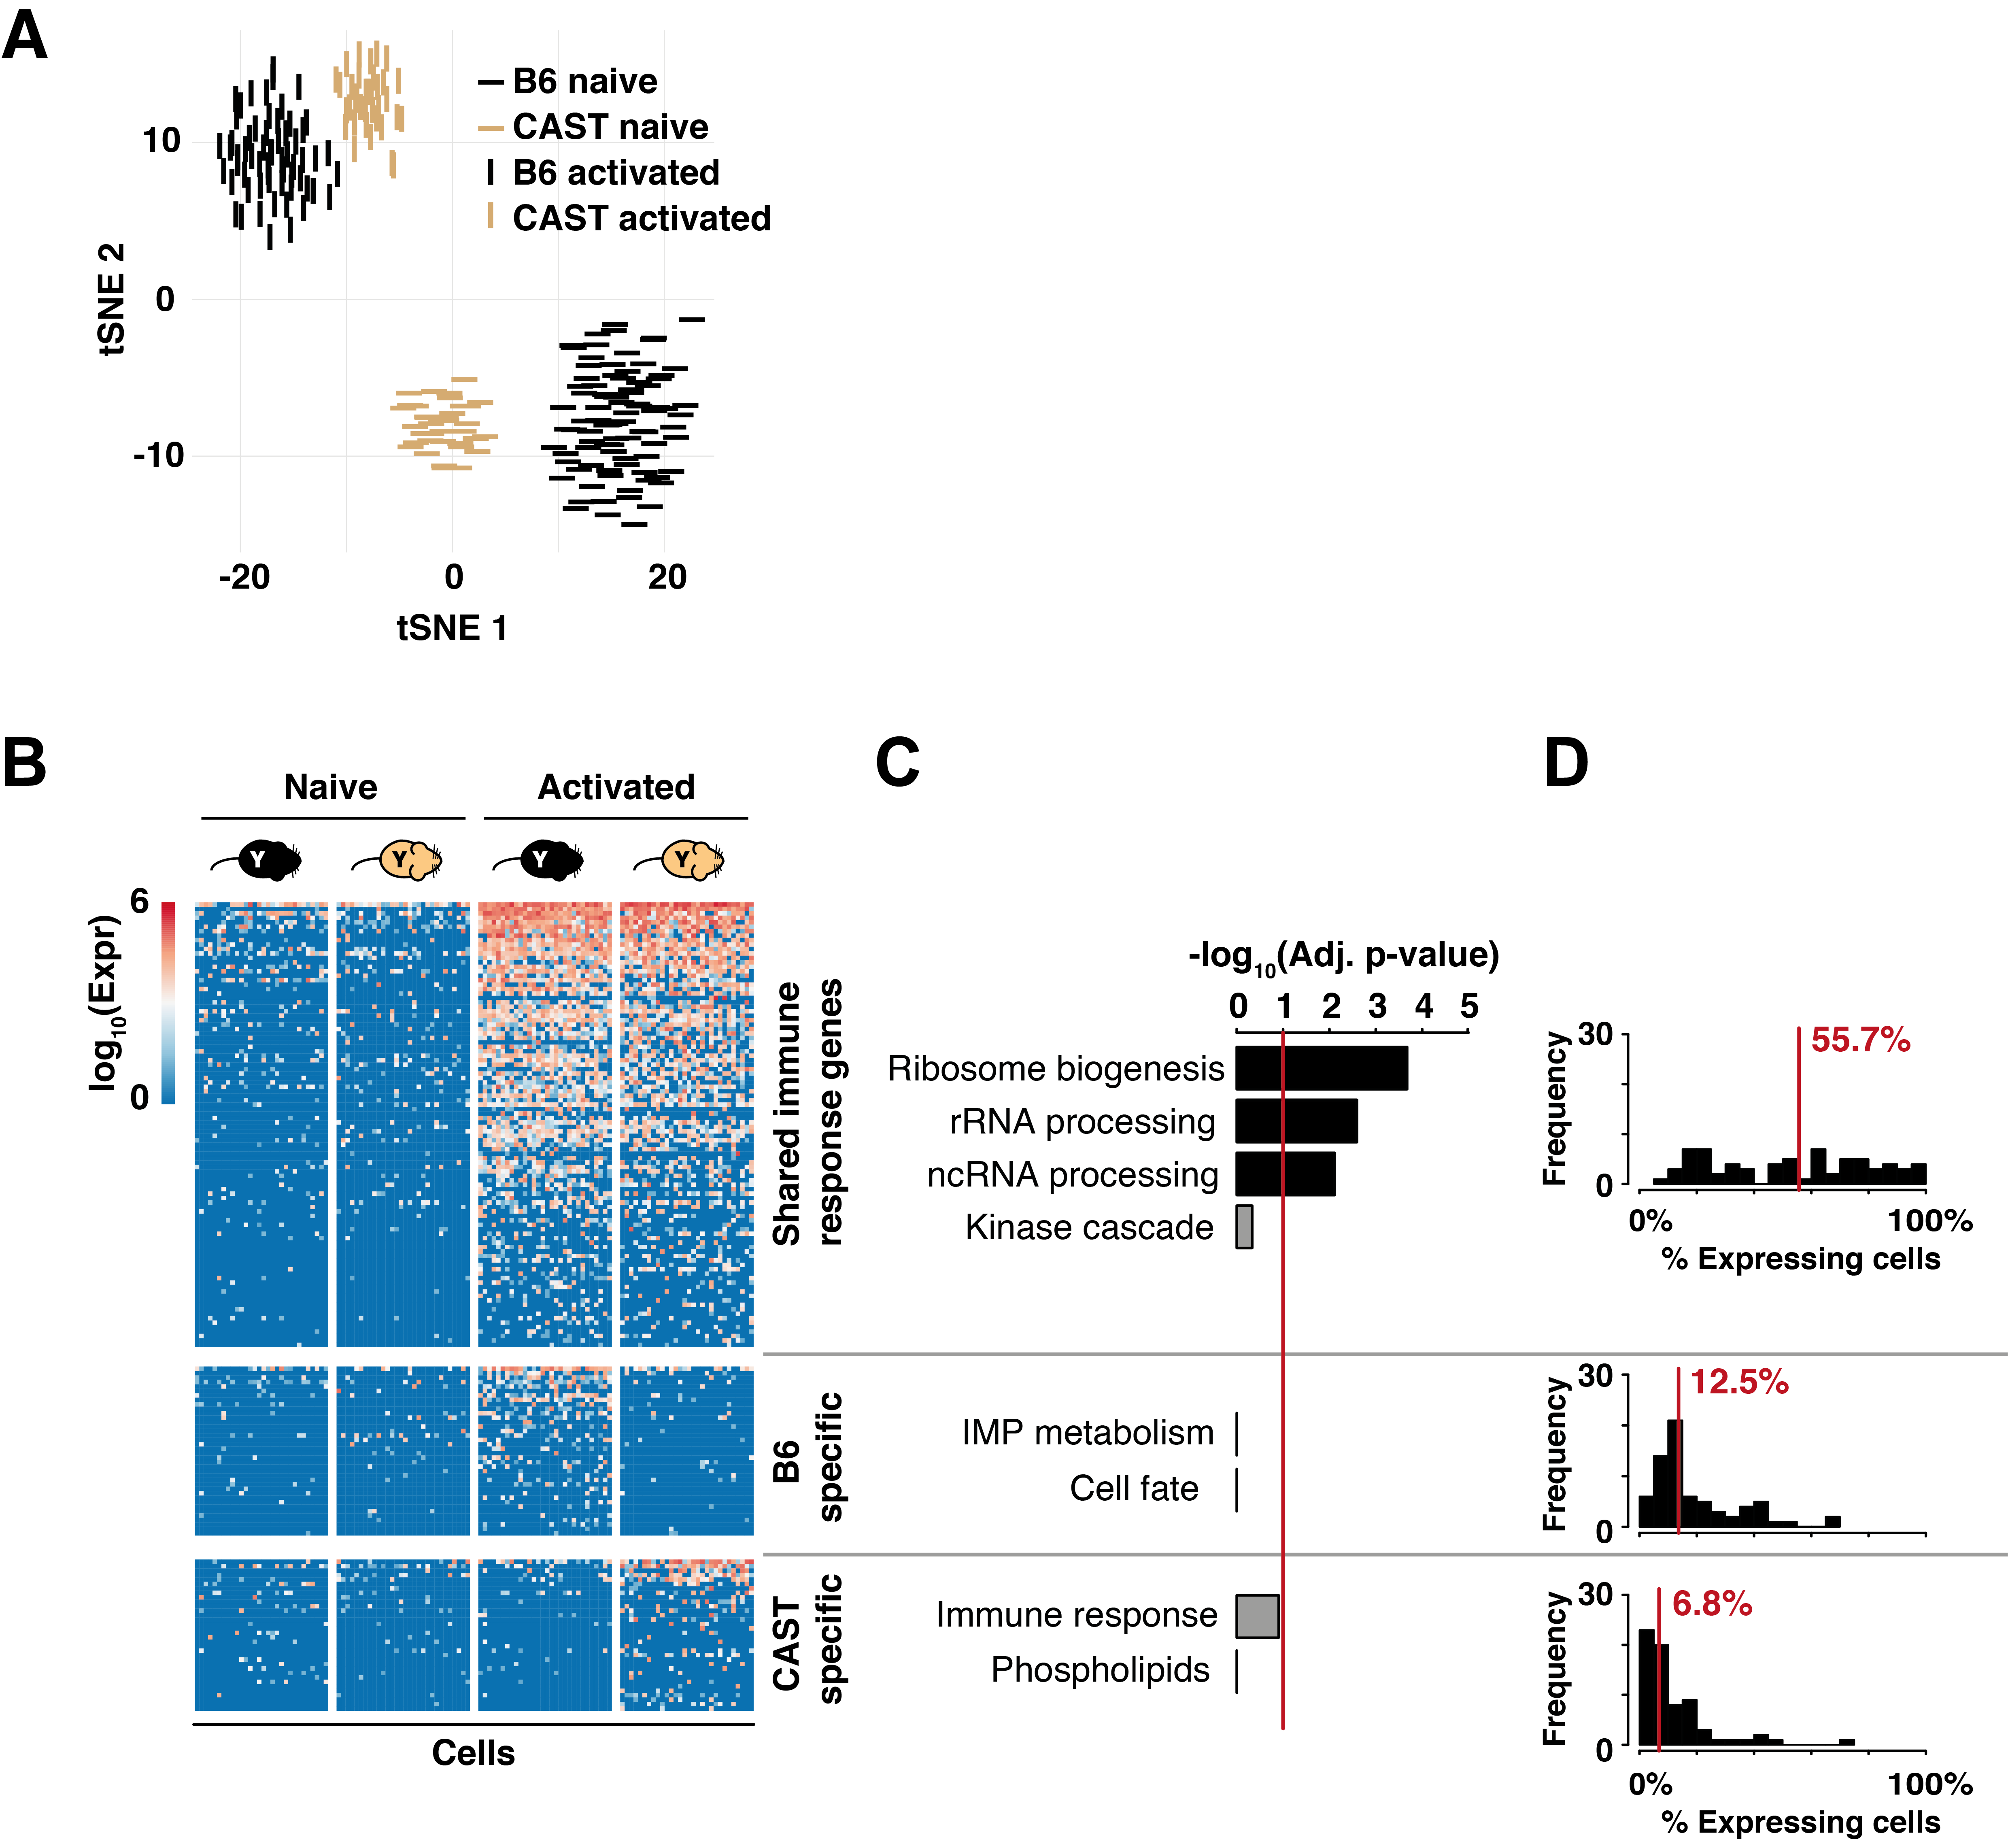 A
B6 naive
CAST naive
B6 activated
CAST activated
10
0
-10
tSNE 2
-20 0 20
tSNE 1
B
Naive Activated
Y Y Y Y
6
0
log10(Expr)
Shared immune
response genes
B6
specific
CAST
specific
Cells
C
-log10(Adj. p-value)
0 1 2 3 4 5
Ribosome biogenesis
rRNA processing
ncRNA processing
Kinase cascade
IMP metabolism
Cell fate
Immune response
Phospholipids
D
30
55.7%
Frequency
0
0% 100%
% Expressing cells
30
12.5%
Frequency
0
30
6.8%
Frequency
0
0% 100%
% Expressing cells